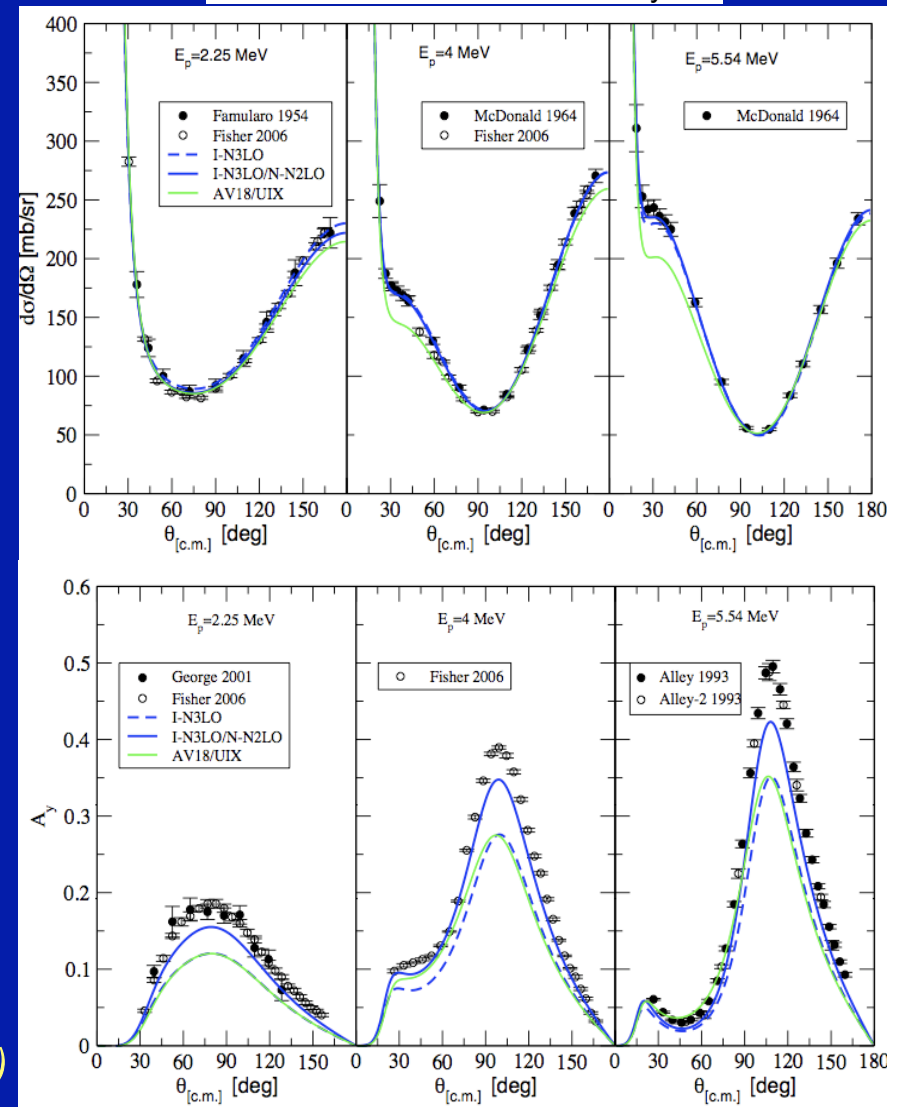 400
350
300
250
200
150
100
50
0
dσ/dΩ [mb/sr]
E_p=2.25 MeV
Famularo 1954
Fisher 2006
I-N3LO
I-N3LO/N-N2LO
AV18/UIX
E_p=4 MeV
McDonald 1964
Fisher 2006
E_p=5.54 MeV
McDonald 1964
0 30 60 90 120 150 0 30 60 90 120 150 0 30 60 90 120 150 180
θ[c.m.] [deg] θ[c.m.] [deg] θ[c.m.] [deg]
0.6
0.5
0.4
0.3
0.2
0.1
0
A_y
E_p=2.25 MeV
George 2001
Fisher 2006
I-N3LO
I-N3LO/N-N2LO
AV18/UIX
E_p=4 MeV
Fisher 2006
E_p=5.54 MeV
Alley 1993
Alley-2 1993
0 30 60 90 120 150 0 30 60 90 120 150 0 30 60 90 120 150 180
θ[c.m.] [deg] θ[c.m.] [deg] θ[c.m.] [deg]
)